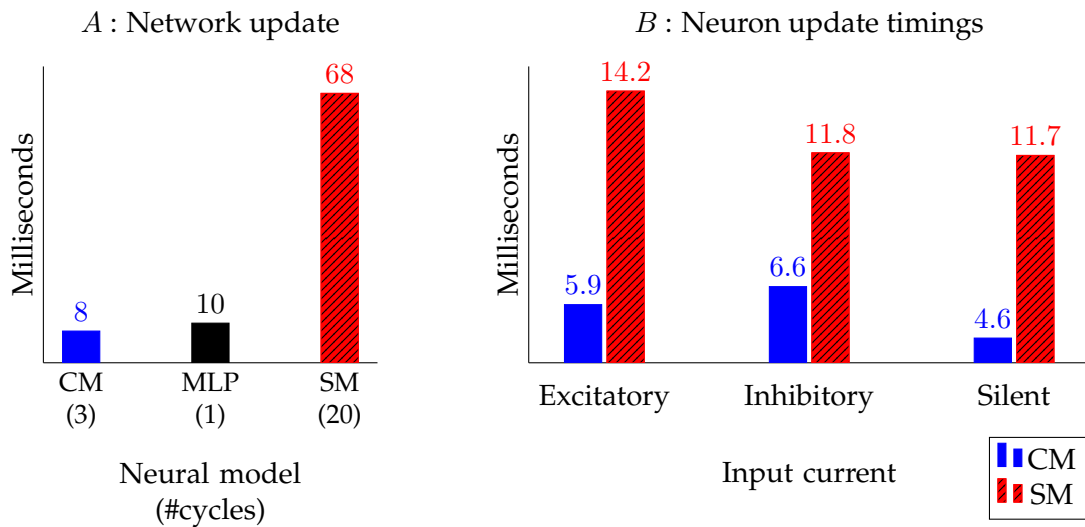 A : Network update
Milliseconds
68
8
10
CM
MLP
SM
(3)
(1)
(20)
Neural model
(#cycles)
B : Neuron update timings
Milliseconds
14.2
11.8
11.7
5.9
6.6
4.6
Excitatory
Inhibitory
Silent
Input current
CM
SM